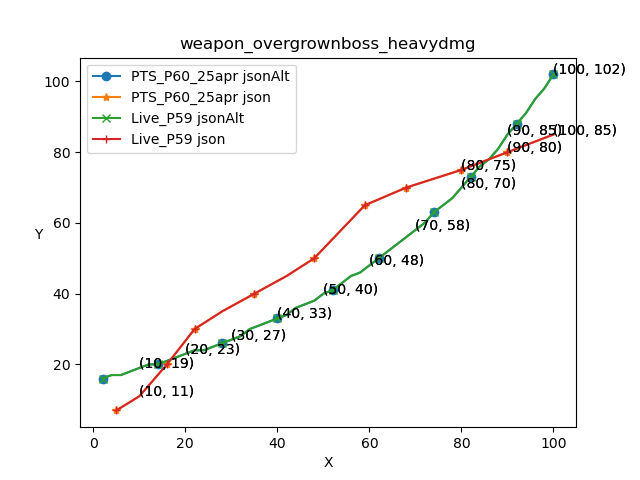 weapon_overgrownboss_heavydmg
PTS_P60_25apr jsonAlt
PTS_P60_25apr json
Live_P59 jsonAlt
Live_P59 json
(100, 102)
(90, 85)
(100, 85)
(90, 80)
(80, 75)
(80, 70)
(70, 58)
(60, 48)
(50, 40)
(40, 33)
(30, 27)
(20, 23)
(10, 19)
(10, 11)
100
80
60
40
20
Y
0 20 40 60 80 100
X